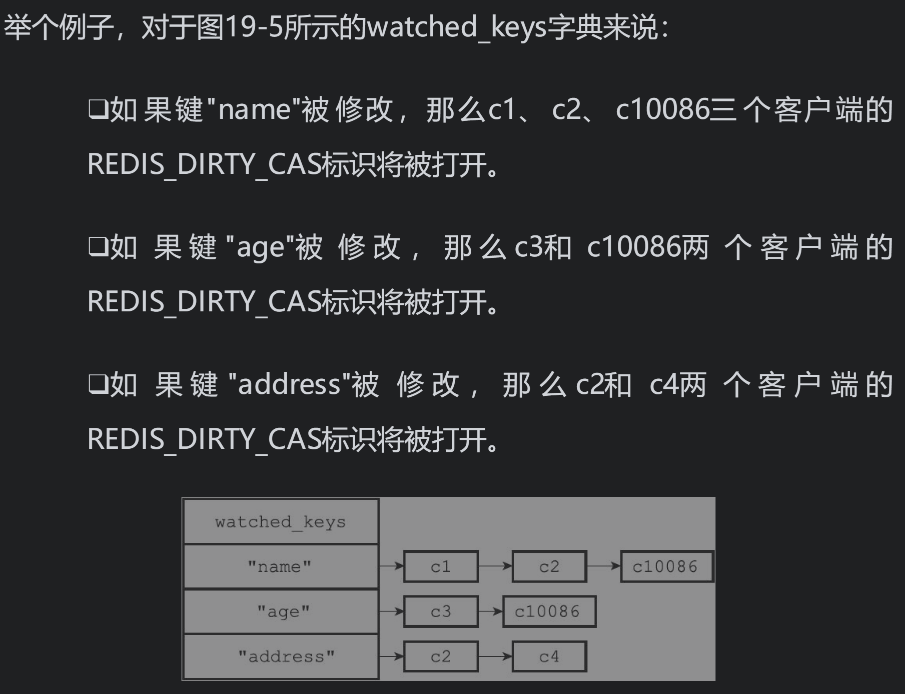 举个例子，对于图19-5所示的watched_keys字典来说：
❑如果键"name"被修改，那么c1、c2、c10086三个客户端的
REDIS_DIRTY_CAS标识将被打开。
❑如果键"age"被修改，那么c3和c10086两个客户端的
REDIS_DIRTY_CAS标识将被打开。
❑如果键"address"被修改，那么c2和c4两个客户端的
REDIS_DIRTY_CAS标识将被打开。
watched_keys
"name" c1 c2 c10086
"age" c3 c10086
"address" c2 c4